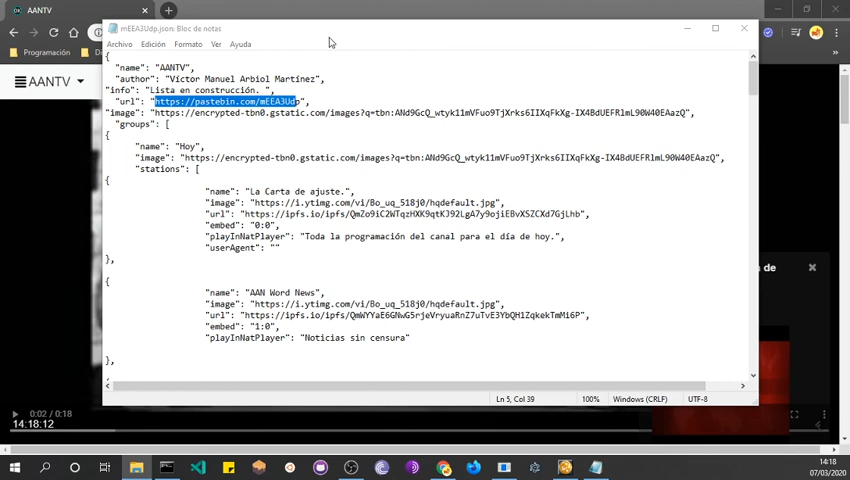 AANTV
Programación
Di
AANTV
mEEA3Udp.json: Bloc de notas
Archivo Edición Formato Ver Ayuda
{
"name": "AANTV",
"author": "Víctor Manuel Arbiol Martínez",
"info": "Lista en construcción. ",
"url": "https://pastebin.com/mEEA3Udp",
"image": "https://encrypted-tbn0.gstatic.com/images?q=tbn:ANd9GcQ_wtyk11mVFuo9TjXrks6IIXqFkXg-IX4BdUEFRlmL90W40EAazQ",
"groups": [
{
"name": "Hoy",
"image": "https://encrypted-tbn0.gstatic.com/images?q=tbn:ANd9GcQ_wtyk11mVFuo9TjXrks6IIXqFkXg-IX4BdUEFRlmL90W40EAazQ",
"stations": [
{
"name": "La Carta de ajuste.",
"image": "https://i.ytimg.com/vi/Bo_uq_518j0/hqdefault.jpg",
"url": "https://ipfs.io/ipfs/QmZo9iC2WTqzHXK9qtKJ92LgA7y9ojiEBvXSZCXd7GjLhb",
"embed": "0:0",
"playInNatPlayer": "Toda la programación del canal para el día de hoy.",
"userAgent": ""
},
{
"name": "AAN Word News",
"image": "https://i.ytimg.com/vi/Bo_uq_518j0/hqdefault.jpg",
"url": "https://ipfs.io/ipfs/QmWYYaE6GNwG5rjeVryuaRnZ7uTvE3YbQH1ZqkekTmMi6P",
"embed": "1:0",
"playInNatPlayer": "Noticias sin censura"
},
Ln 5, Col 39 100% Windows (CRLF) UTF-8
de
0:02 / 0:18
14:18:12
14:18
07/03/2020